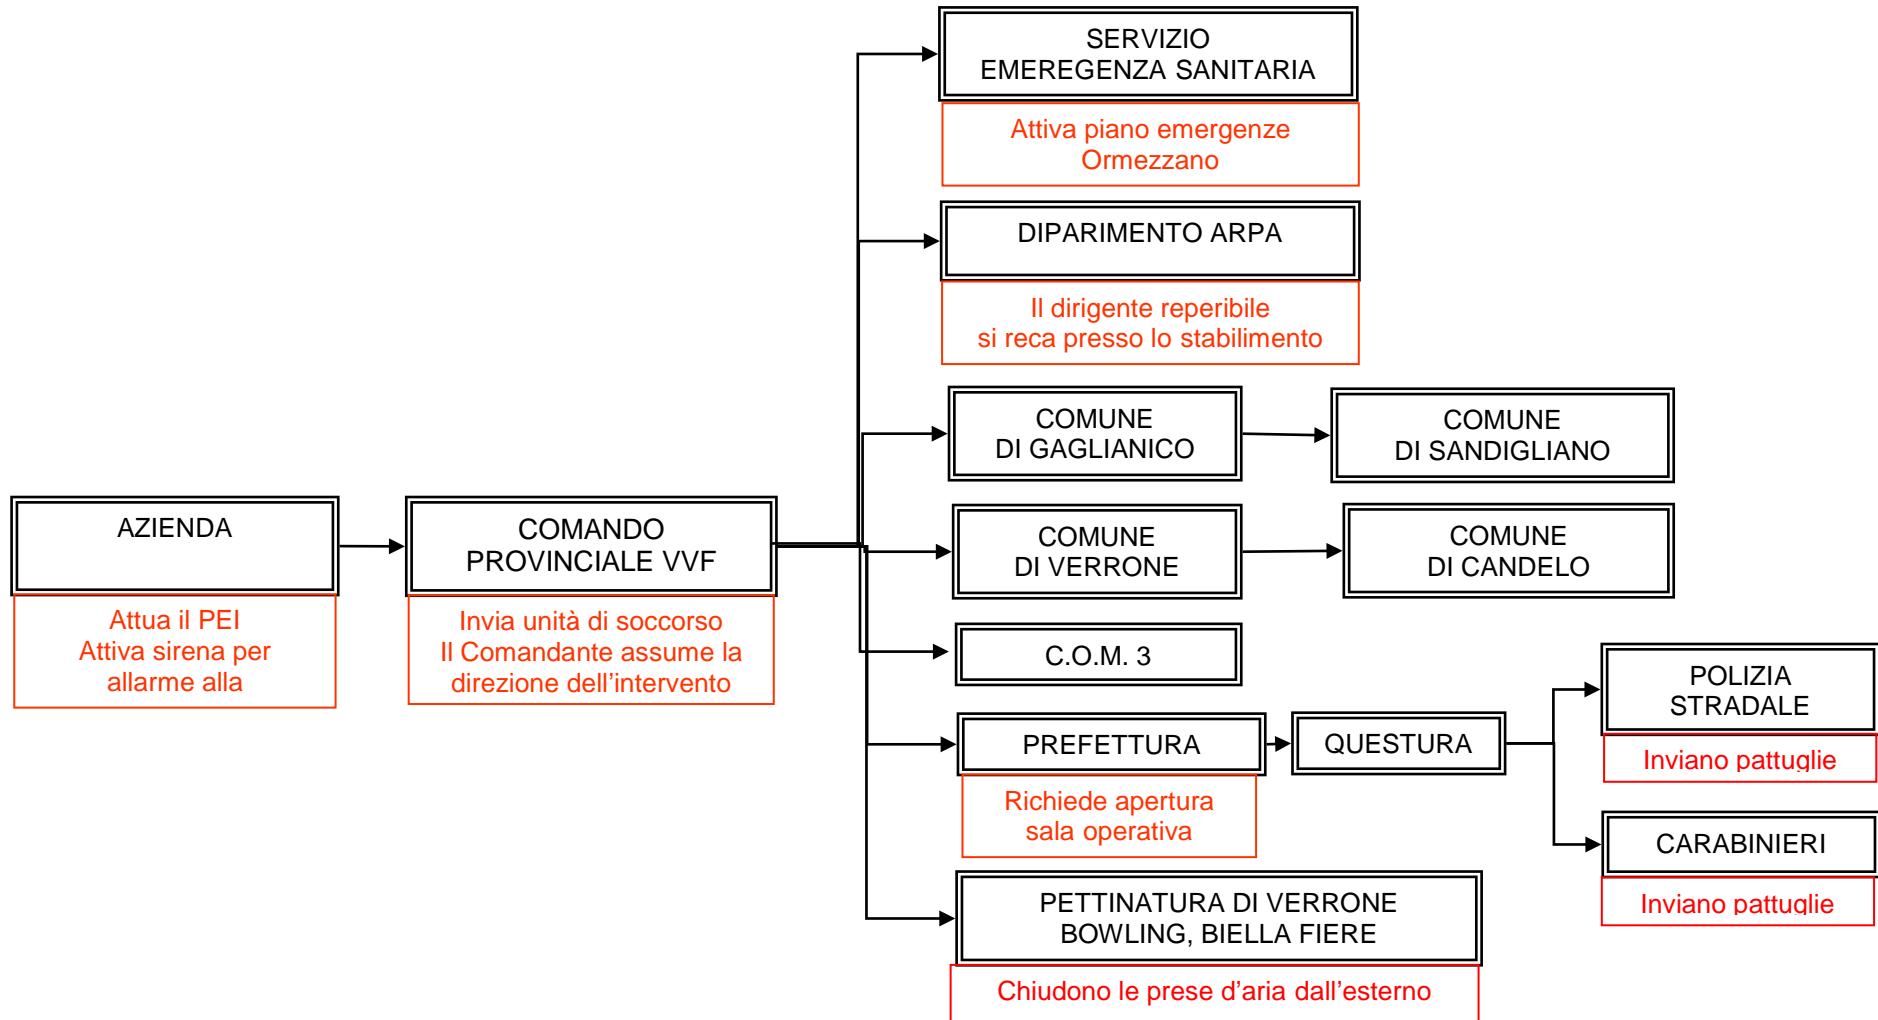 SERVIZIO
EMEREGENZA SANITARIA
Attiva piano emergenze
Ormezzano
DIPARIMENTO ARPA
Il dirigente reperibile
si reca presso lo stabilimento
COMUNE
DI GAGLIANICO
COMUNE
DI SANDIGLIANO
AZIENDA
Attua il PEI
Attiva sirena per
allarme alla
COMANDO
PROVINCIALE VVF
Invia unità di soccorso
Il Comandante assume la
direzione dell'intervento
COMUNE
DI VERRONE
COMUNE
DI CANDELO
C.O.M. 3
PREFETTURA
Richiede apertura
sala operativa
QUESTURA
POLIZIA
STRADALE
Inviano pattuglie
CARABINIERI
Inviano pattuglie
PETTINATURA DI VERRONE
BOWLING, BIELLA FIERE
Chiudono le prese d'aria dall'esterno